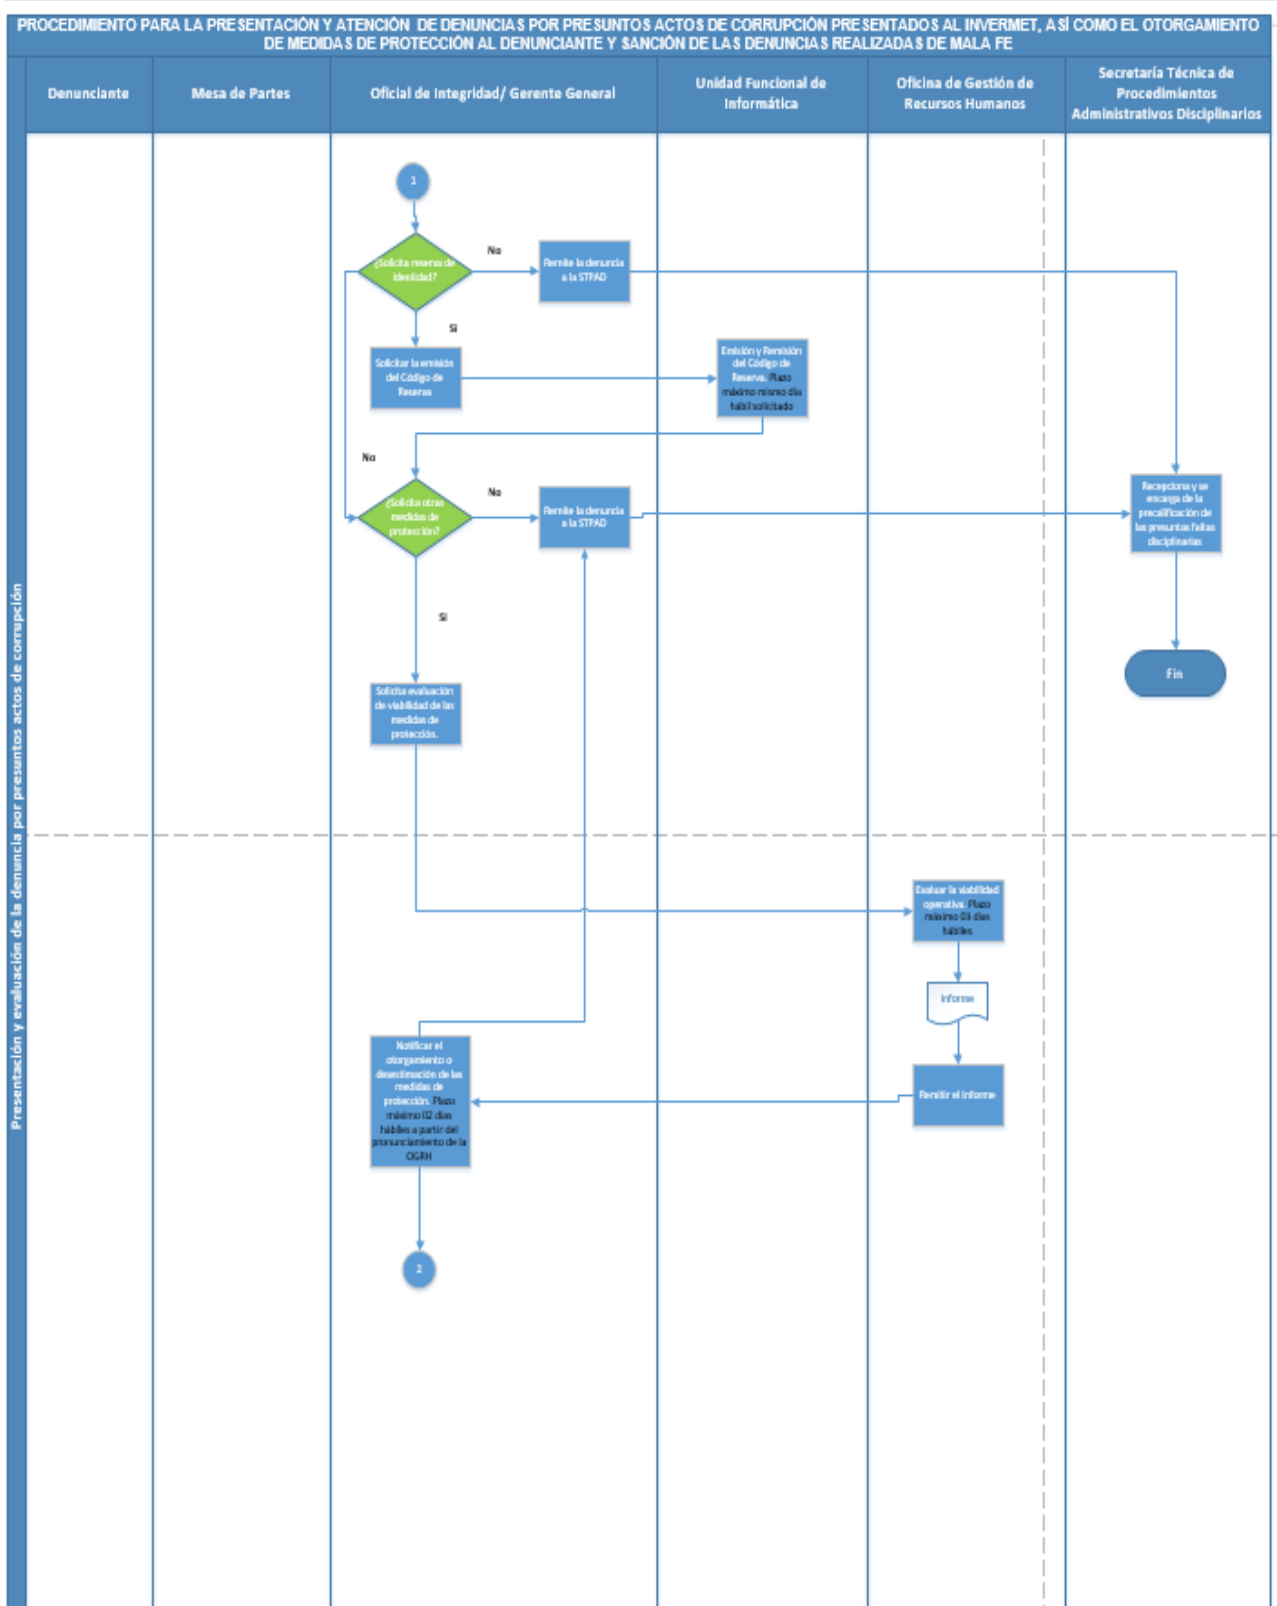 PROCEDIMIENTO PARA LA PRESENTACIÓN Y ATENCIÓN DE DENUNCIAS POR PRESUNTOS ACTOS DE CORRUPCIÓN PRESENTADOS AL INVERMET, ASÍ COMO EL OTORGAMIENTO
DE MEDIDAS DE PROTECCIÓN AL DENUNCIANTE Y SANCIÓN DE LAS DENUNCIAS REALIZADAS DE MALA FE
Denunciante
Mesa de Partes
Oficial de Integridad/ Gerente General
Unidad Funcional de
Informática
Oficina de Gestión de
Recursos Humanos
Secretaría Técnica de
Procedimientos
Administrativos Disciplinarios
Presentación y evaluación de la denuncia por presuntos actos de corrupción
1
¿Solicita reserva de
identidad?
No
Remite la denuncia
a la STPAD
Si
Solicitar la emisión
del Código de
Reserva
Emisión y Remisión
del Código de
Reserva. Plazo
máximo mismo día
hábil solicitado
No
¿Solicita otras
medidas de
protección?
No
Remite la denuncia
a la STPAD
Recepciona y se
encarga de la
precalificación de
las presuntas faltas
disciplinarias
Si
Fin
Solicita evaluación
de viabilidad de las
medidas de
protección.
Evaluar la viabilidad
operativa. Plazo
máximo 03 días
hábiles
Informe
Notificar el
otorgamiento o
desestimación de las
medidas de
protección. Plazo
máximo 02 días
hábiles a partir del
pronunciamiento de la
OGRH
Remitir el informe
2